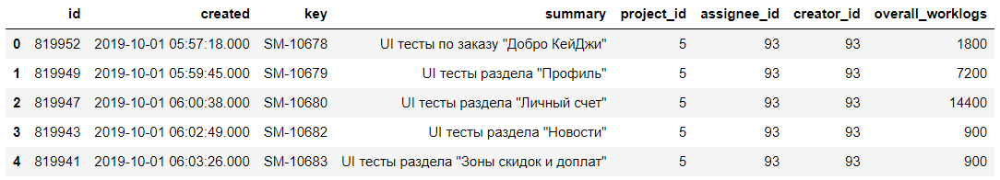 id created key summary project_id assignee_id creator_id overall_worklogs
0 819952 2019-10-01 05:57:18.000 SM-10678 UI тесты по заказу "Добро КейДжи" 5 93 93 1800
1 819949 2019-10-01 05:59:45.000 SM-10679 UI тесты раздела "Профиль" 5 93 93 7200
2 819947 2019-10-01 06:00:38.000 SM-10680 UI тесты раздела "Личный счет" 5 93 93 14400
3 819943 2019-10-01 06:02:49.000 SM-10682 UI тесты раздела "Новости" 5 93 93 900
4 819941 2019-10-01 06:03:26.000 SM-10683 UI тесты раздела "Зоны скидок и доплат" 5 93 93 900